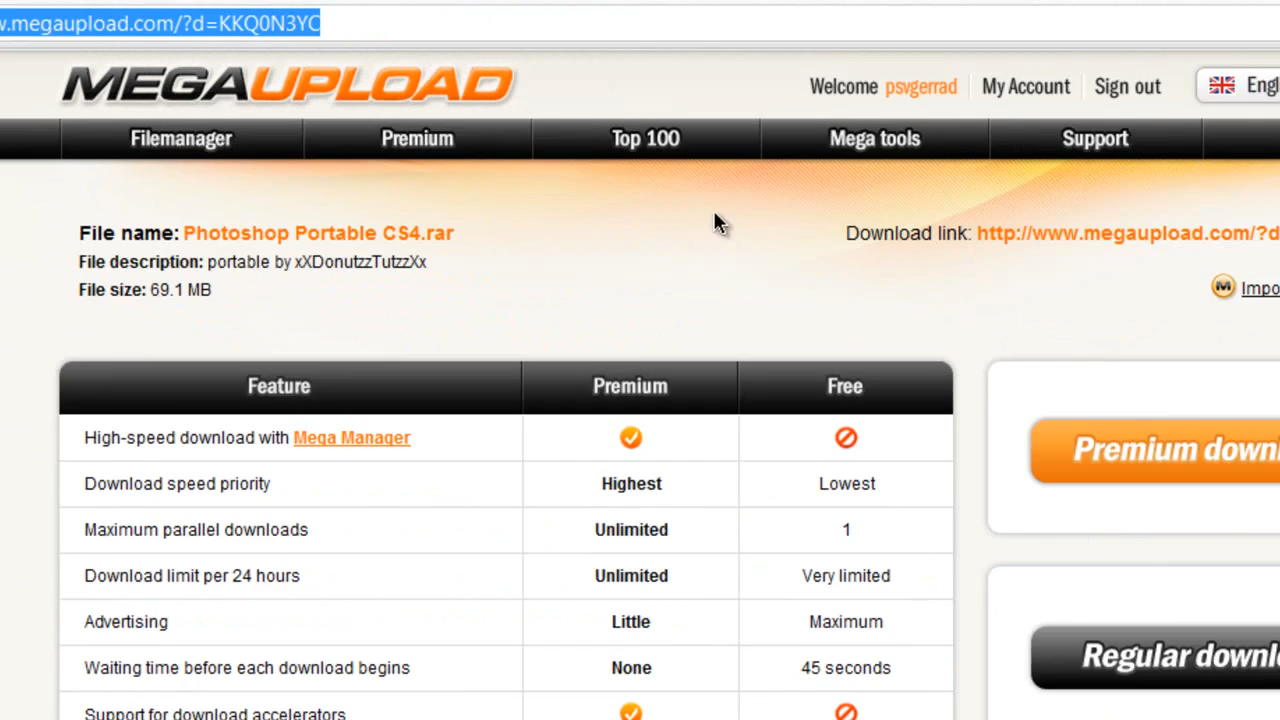 w.megaupload.com/?d=KKQ0N3YC
MEGAUPLOAD
Welcome psvgerrad My Account Sign out Engl
Filemanager Premium Top 100 Mega tools Support
File name: Photoshop Portable CS4.rar Download link: http://www.megaupload.com/?d
File description: portable by xXDonutzzTutzzXx
File size: 69.1 MB
M Impo
Feature Premium Free
High-speed download with Mega Manager
Download speed priority Highest Lowest
Maximum parallel downloads Unlimited 1
Download limit per 24 hours Unlimited Very limited
Advertising Little Maximum
Waiting time before each download begins None 45 seconds
Support for download accelerators
Premium downl
Regular downl